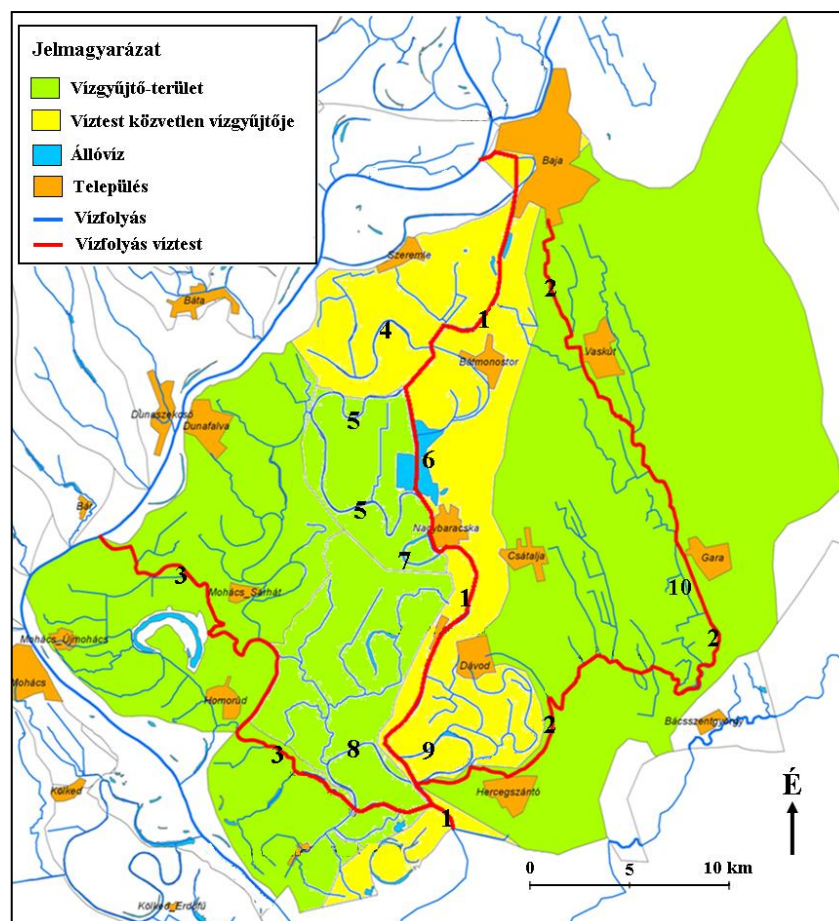 Jelmagyarázat
Vízgyűjtő-terület
Víztest közvetlen vízgyűjtője
Állóvíz
Település
Vízfolyás
Vízfolyás víztest
Baja
Szeremle
2
Báta
1
4
Bátmonostor
Vaskút
Dunaszekcső
Dunafalva
5
6
Bár
5
Nagybaracska
7
Csátalja
Gara
3
10
Mohács_Sárhát
1
Mohács_Újmohács
2
Mohács
Dávod
Homorúd
Bácsszentgyörgy
2
3
8
9
Kölked
Hercegszántó
É
1
0
5
10 km
Kölked_Erdőfű